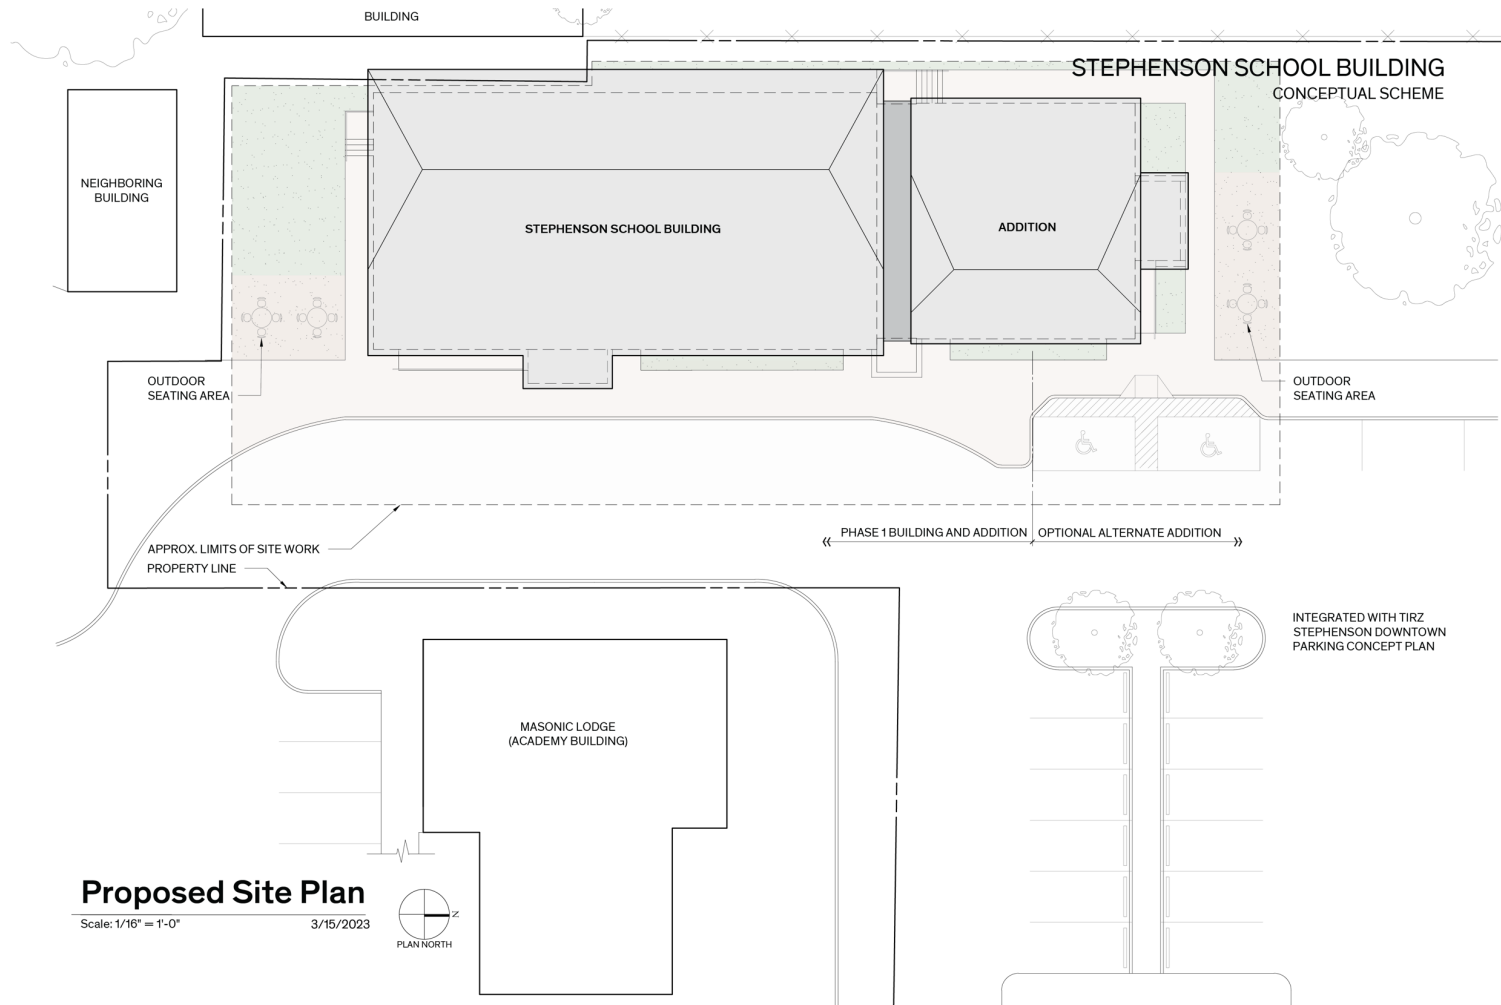 BUILDING
STEPHENSON SCHOOL BUILDING
CONCEPTUAL SCHEME
NEIGHBORING
BUILDING
STEPHENSON SCHOOL BUILDING
ADDITION
OUTDOOR
SEATING AREA
OUTDOOR
SEATING AREA
PHASE 1 BUILDING AND ADDITION
OPTIONAL ALTERNATE ADDITION
APPROX. LIMITS OF SITE WORK
PROPERTY LINE
INTEGRATED WITH TIRZ
STEPHENSON DOWNTOWN
PARKING CONCEPT PLAN
MASONIC LODGE
(ACADEMY BUILDING)
Proposed Site Plan
Scale: 1/16" = 1'-0"
3/15/2023
N
PLAN NORTH